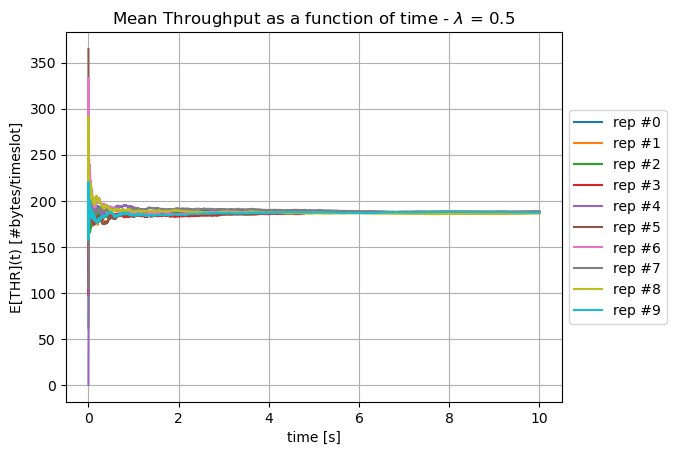 Mean Throughput as a function of time - λ = 0.5
E[THR](t) [#bytes/timeslot]
350
300
250
200
150
100
50
0
0 2 4 6 8 10
time [s]
rep #0
rep #1
rep #2
rep #3
rep #4
rep #5
rep #6
rep #7
rep #8
rep #9